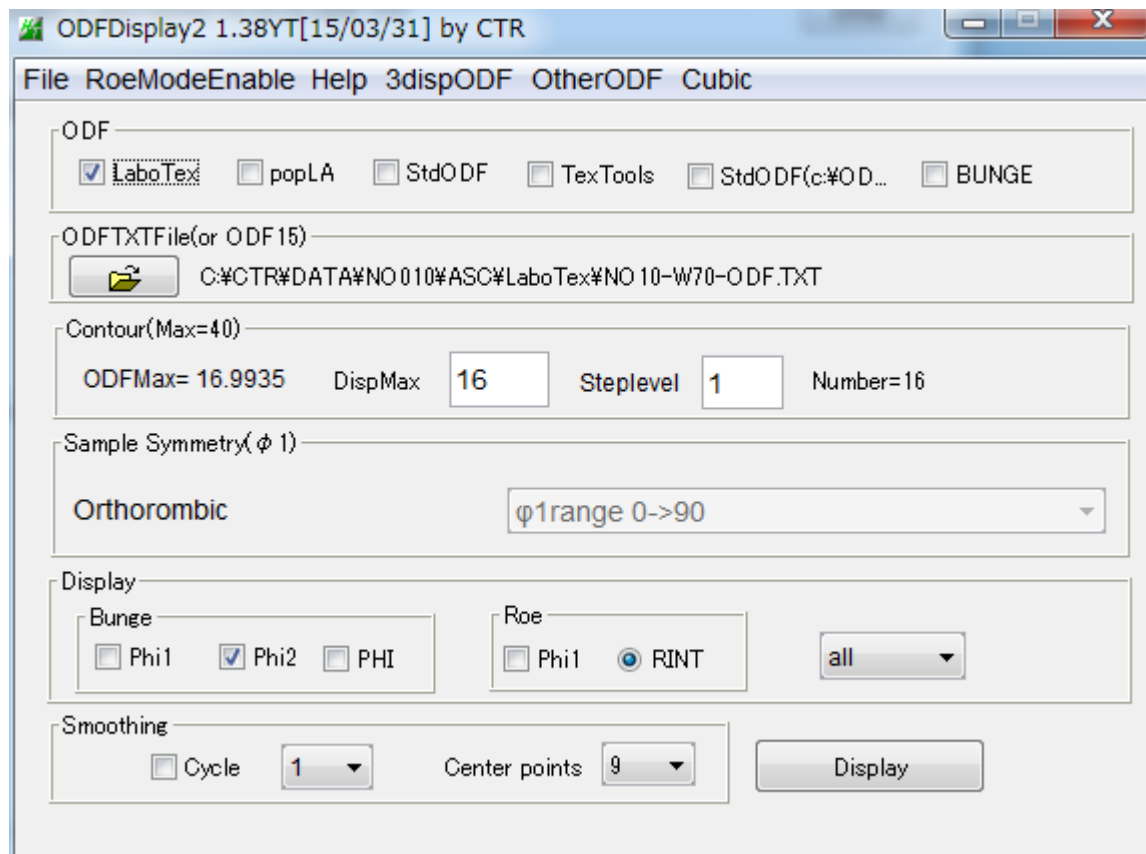 ODFDisplay2 1.38YT[15/03/31] by CTR
File RoeModeEnable Help 3dispODF OtherODF Cubic
ODF
LaboTex popLA StdODF TexTools StdODF(c:¥OD... BUNGE
ODFTXTFile(or ODF15)
C:¥CTR¥DATA¥NO010¥ASC¥LaboTex¥NO10-W70-ODF.TXT
Contour(Max=40)
ODFMax= 16.9935 DispMax 16 Steplevel 1 Number=16
Sample Symmetry(φ1)
Orthorombic φ1range 0->90
Display
Bunge Roe
Phi1 Phi2 PHI Phi1 RINT all
Smoothing
Cycle 1 Center points 9 Display